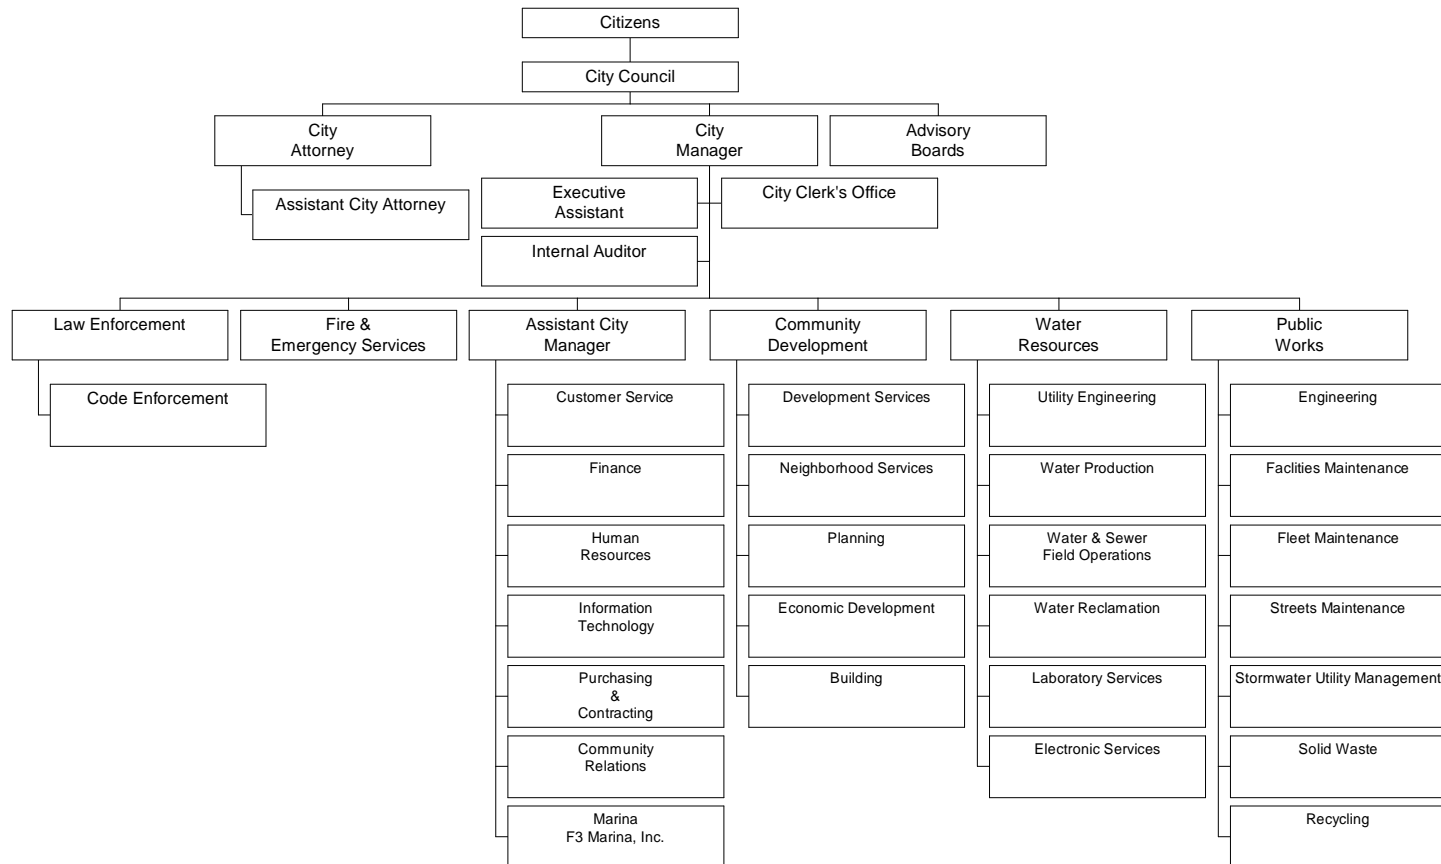 Citizens
City Council
City
Attorney
City
Manager
Advisory
Boards
Assistant City Attorney
Executive
Assistant
City Clerk's Office
Internal Auditor
Law Enforcement
Fire &
Emergency Services
Assistant City
Manager
Community
Development
Water
Resources
Public
Works
Code Enforcement
Customer Service
Finance
Human
Resources
Information
Technology
Purchasing
&
Contracting
Community
Relations
Marina
F3 Marina, Inc.
Development Services
Neighborhood Services
Planning
Economic Development
Building
Utility Engineering
Water Production
Water & Sewer
Field Operations
Water Reclamation
Laboratory Services
Electronic Services
Engineering
Faclities Maintenance
Fleet Maintenance
Streets Maintenance
Stormwater Utility Management
Solid Waste
Recycling